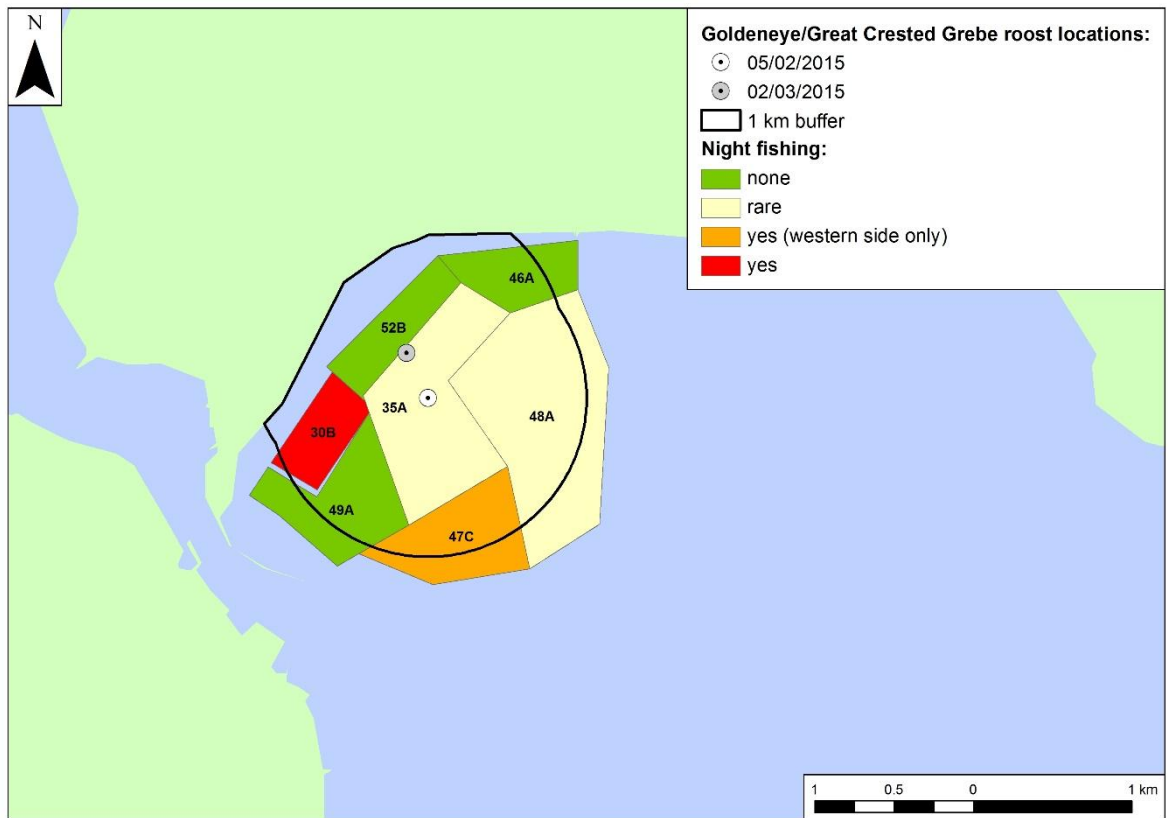 N
Goldeneye/Great Crested Grebe roost locations:
05/02/2015
02/03/2015
1 km buffer
Night fishing:
none
rare
yes (western side only)
yes
46A
52B
35A
48A
30B
49A
47C
1 0.5 0 1 km